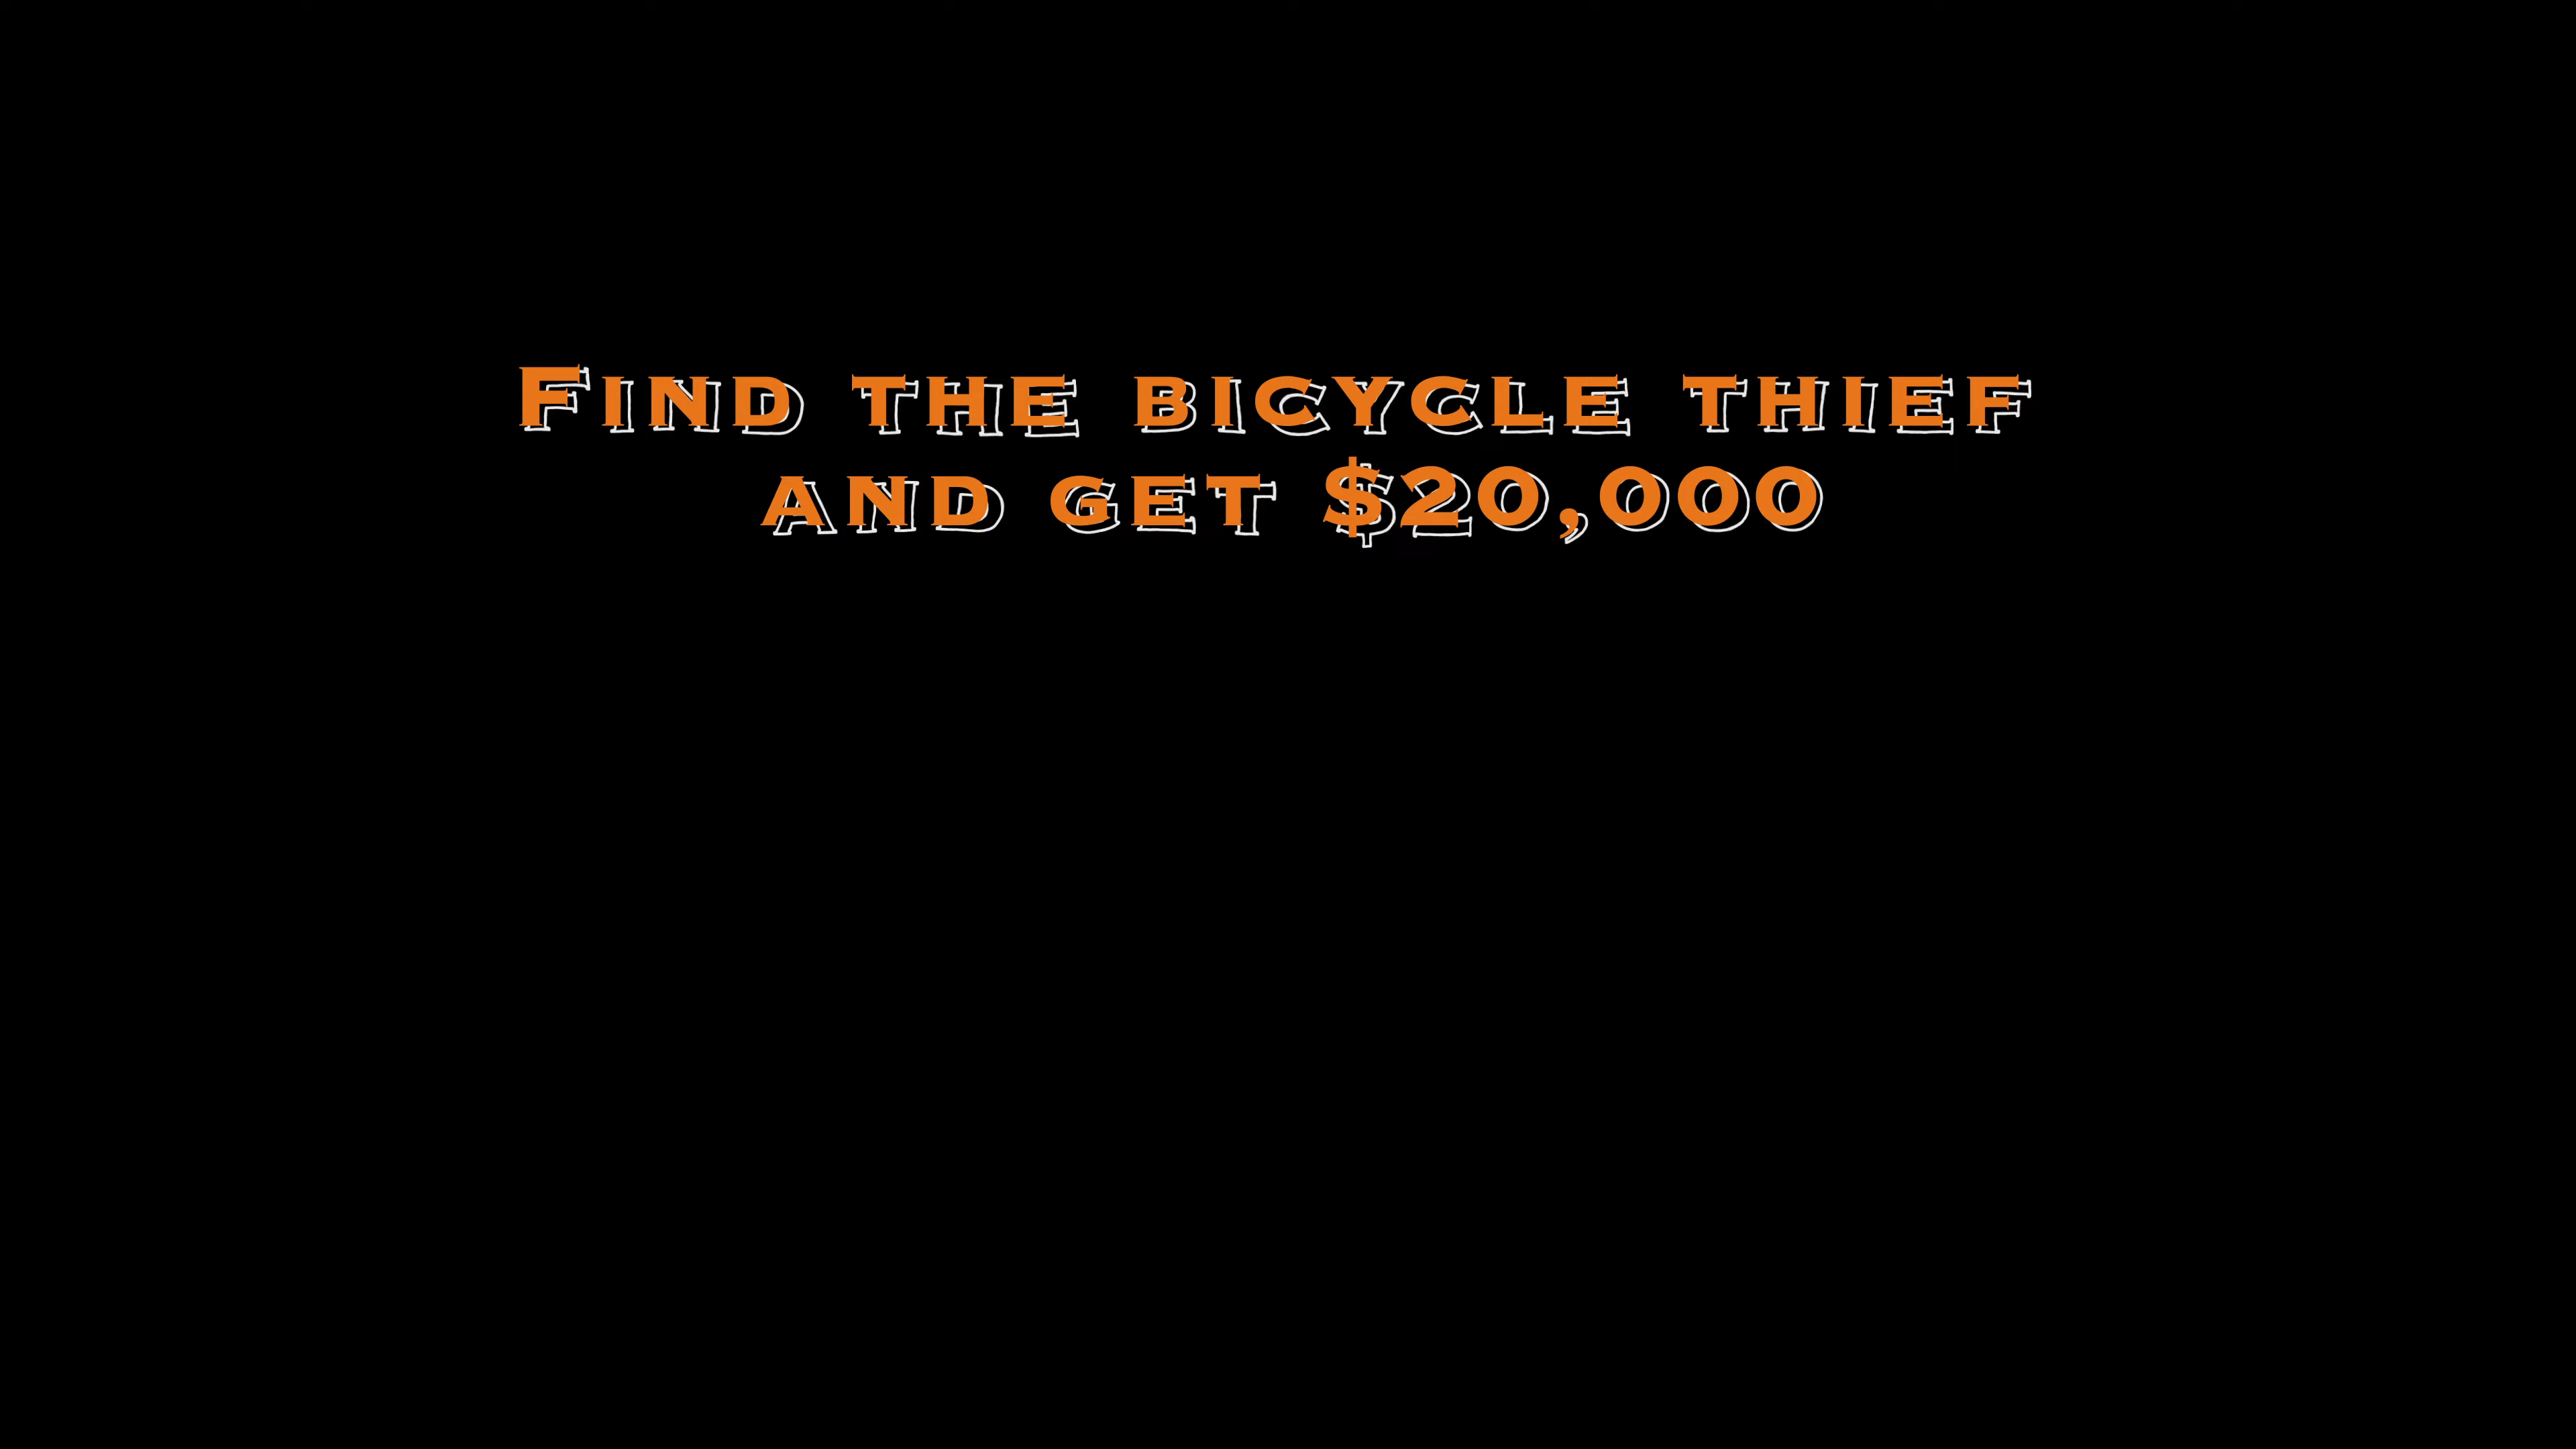 Find the bicycle thief
and get $20,000